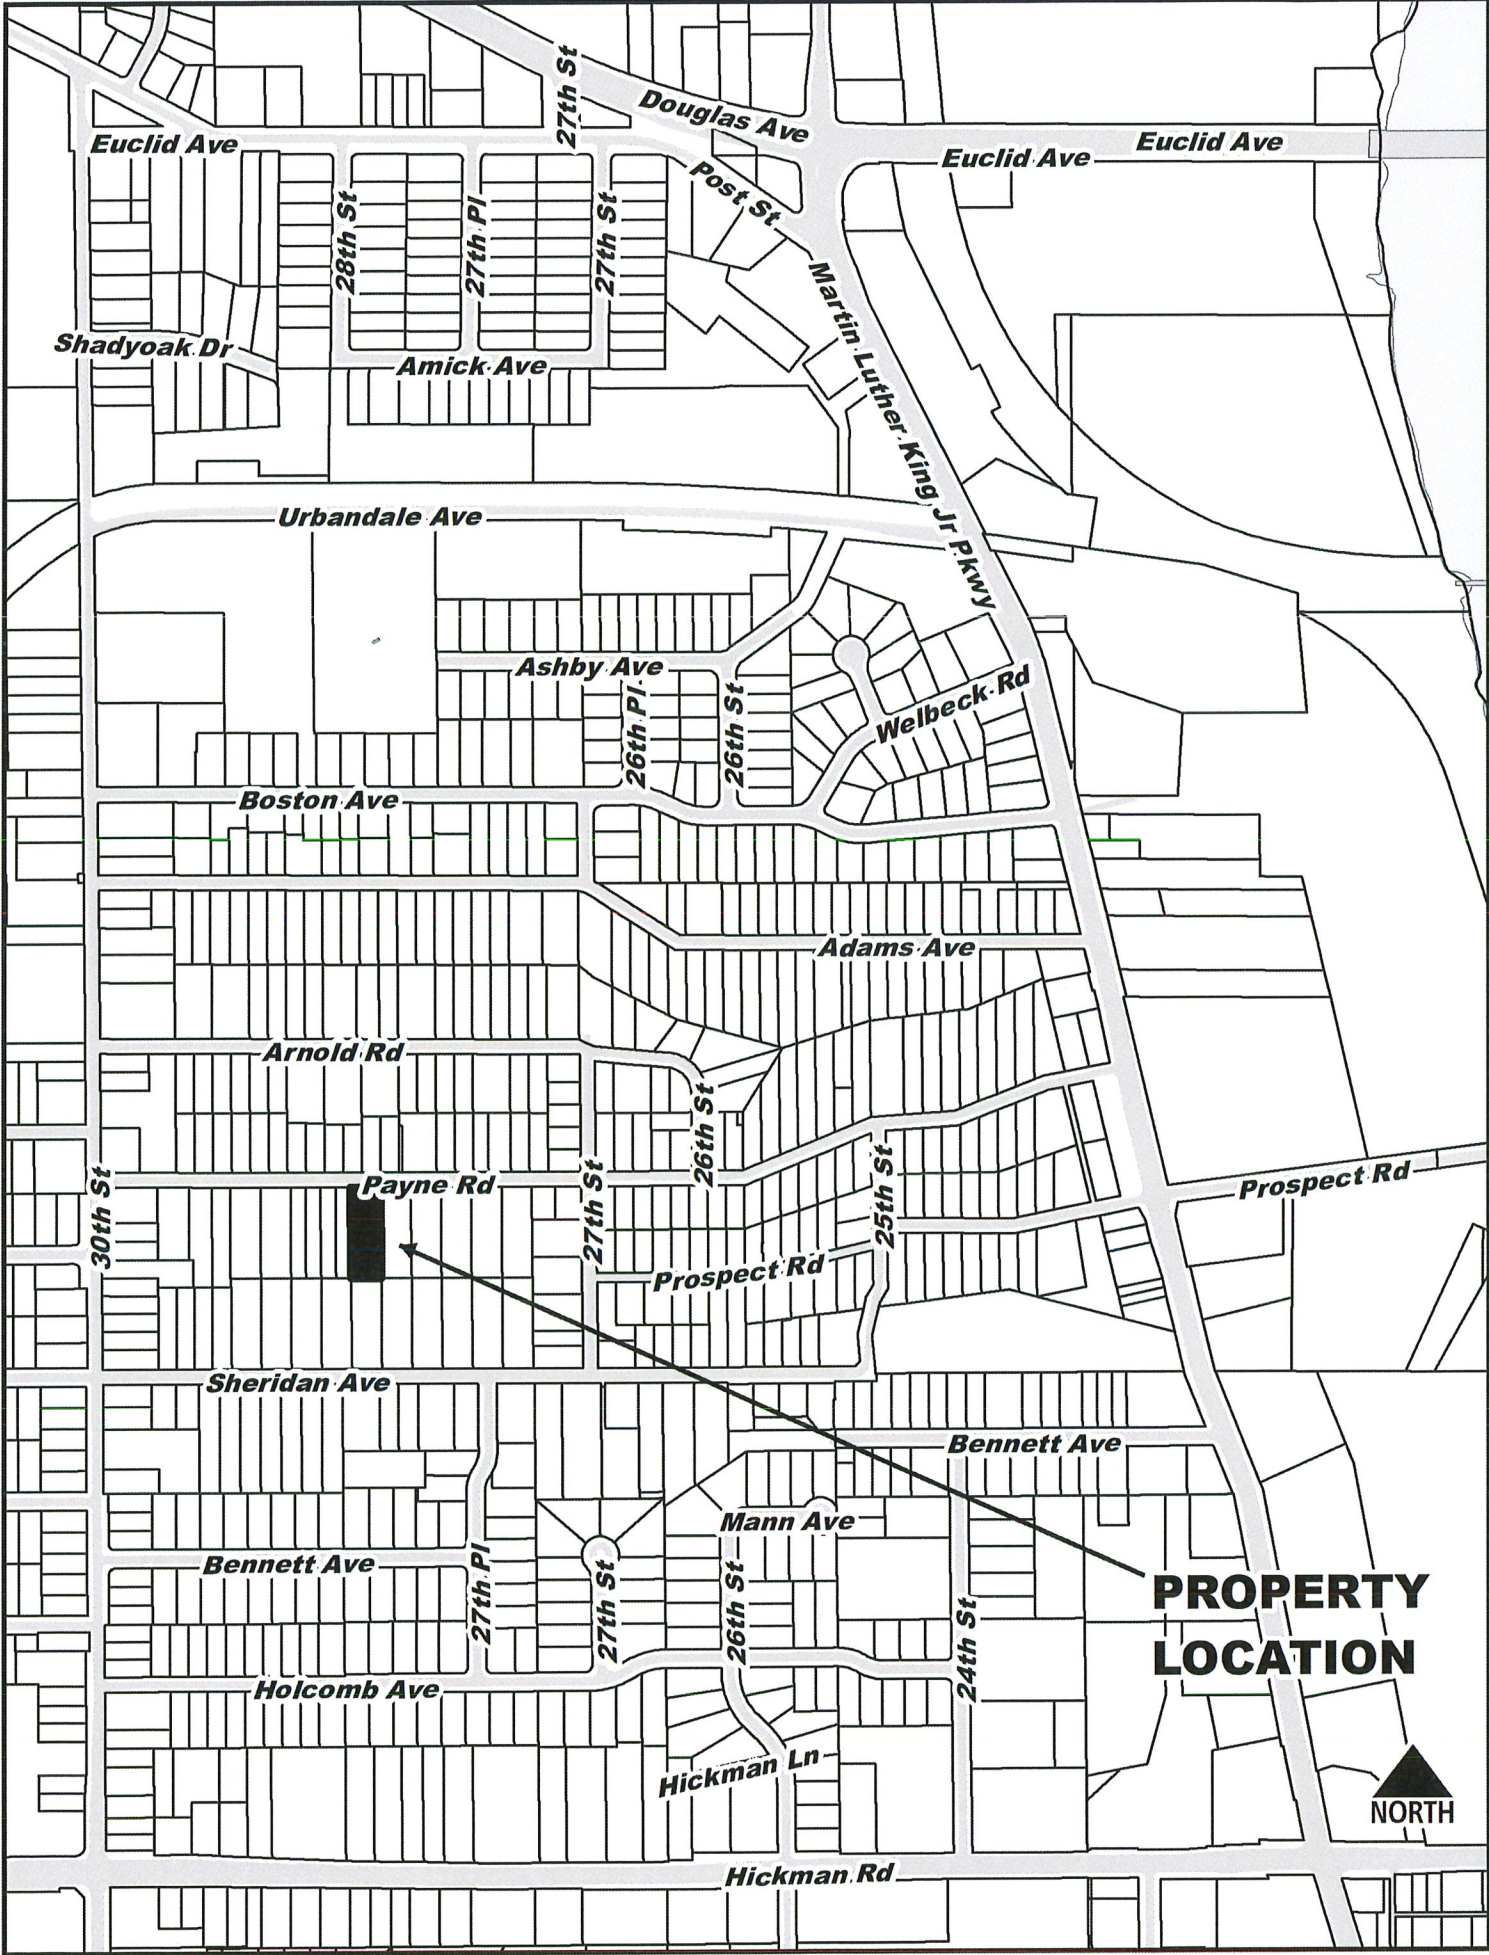 27th St
Douglas Ave
Euclid Ave
Euclid Ave
Euclid Ave
Post St
28th St
27th Pl
27th St
Martin Luther King Jr Pkwy
Shadyoak Dr
Amick Ave
Urbandale Ave
Ashby Ave
26th Pl
26th St
Welbeck Rd
Boston Ave
Adams Ave
Arnold Rd
26th St
30th St
Payne Rd
27th St
25th St
Prospect Rd
Prospect Rd
Sheridan Ave
Bennett Ave
Mann Ave
Bennett Ave
27th Pl
27th St
26th St
24th St
PROPERTY
LOCATION
Holcomb Ave
Hickman Ln
NORTH
Hickman Rd